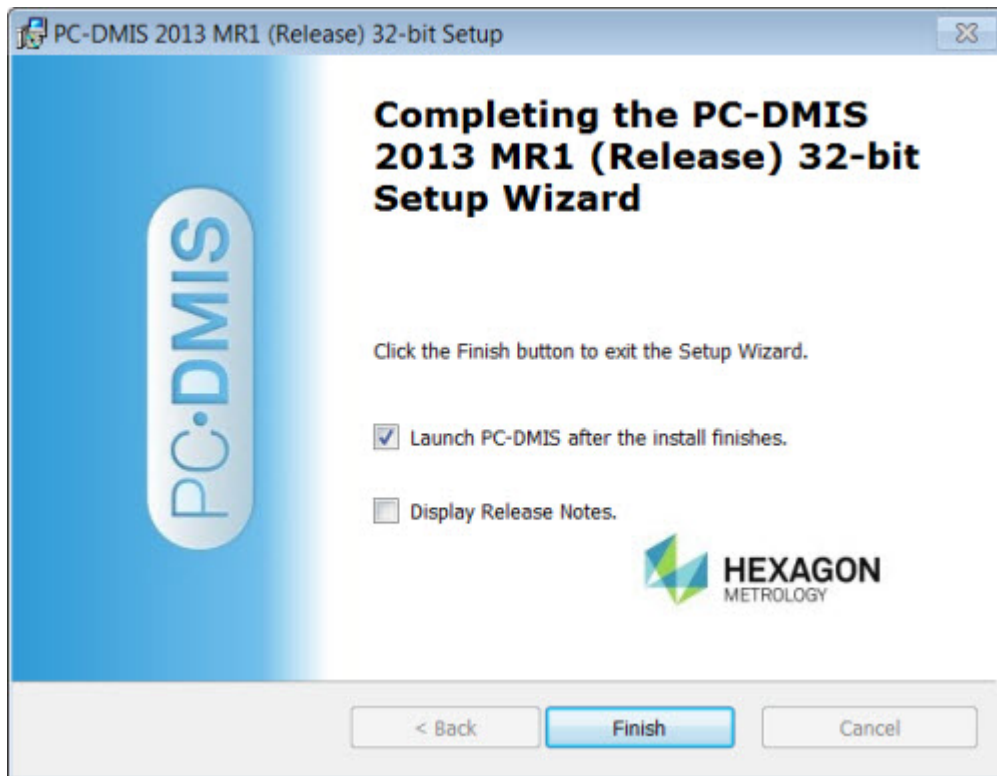 PC-DMIS 2013 MR1 (Release) 32-bit Setup
PC•DMIS
Completing the PC-DMIS
2013 MR1 (Release) 32-bit
Setup Wizard
Click the Finish button to exit the Setup Wizard.
Launch PC-DMIS after the install finishes.
Display Release Notes.
HEXAGON
METROLOGY
< Back
Finish
Cancel